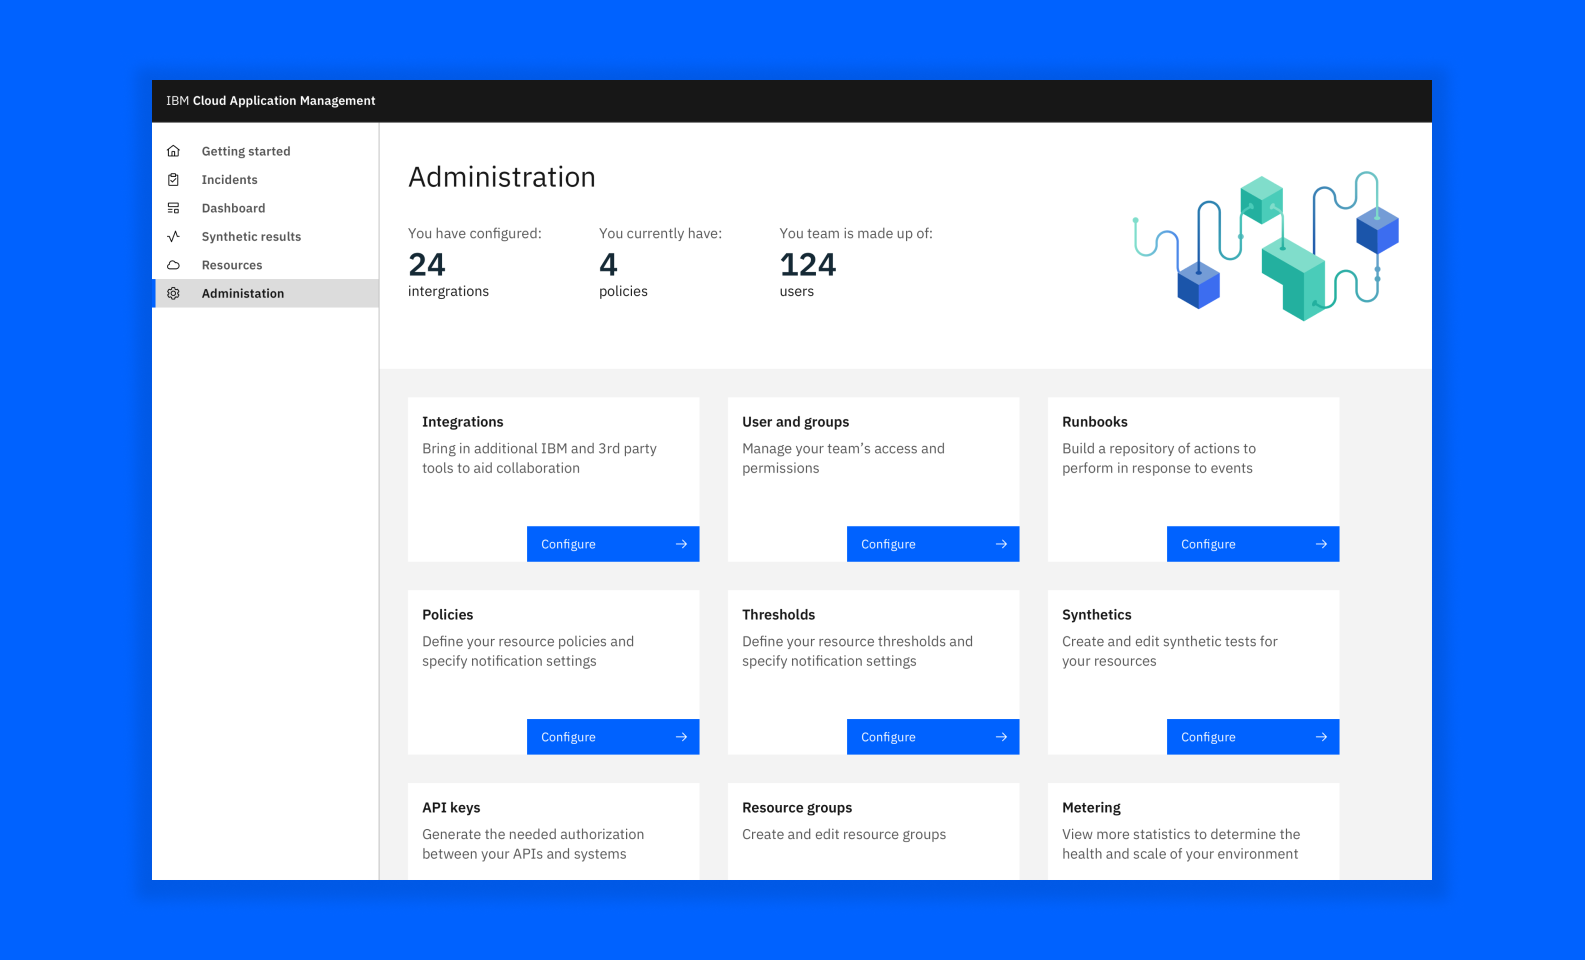 IBM Cloud Application Management
Getting started
Incidents
Dashboard
Synthetic results
Resources
Administation
Administration
You have configured:
24
intergrations
You currently have:
4
policies
You team is made up of:
124
users
Integrations
Bring in additional IBM and 3rd party
tools to aid collaboration
Configure
User and groups
Manage your team’s access and
permissions
Configure
Runbooks
Build a repository of actions to
perform in response to events
Configure
Policies
Define your resource policies and
specify notification settings
Configure
Thresholds
Define your resource thresholds and
specify notification settings
Configure
Synthetics
Create and edit synthetic tests for
your resources
Configure
API keys
Generate the needed authorization
between your APIs and systems
Resource groups
Create and edit resource groups
Metering
View more statistics to determine the
health and scale of your environment